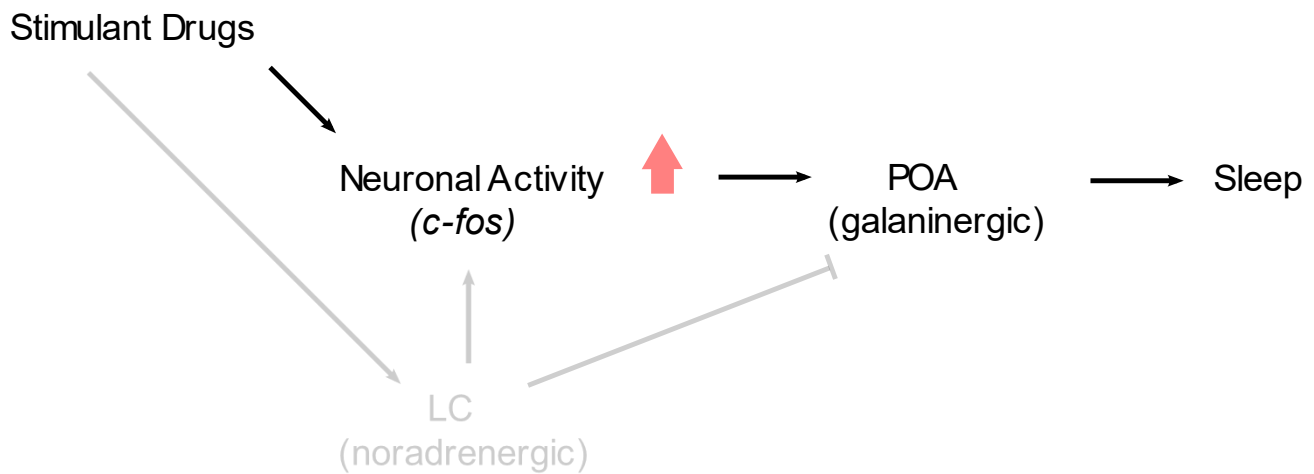 Stimulant Drugs
Neuronal Activity
(c-fos)
POA
(galaninergic)
Sleep
LC
(noradrenergic)